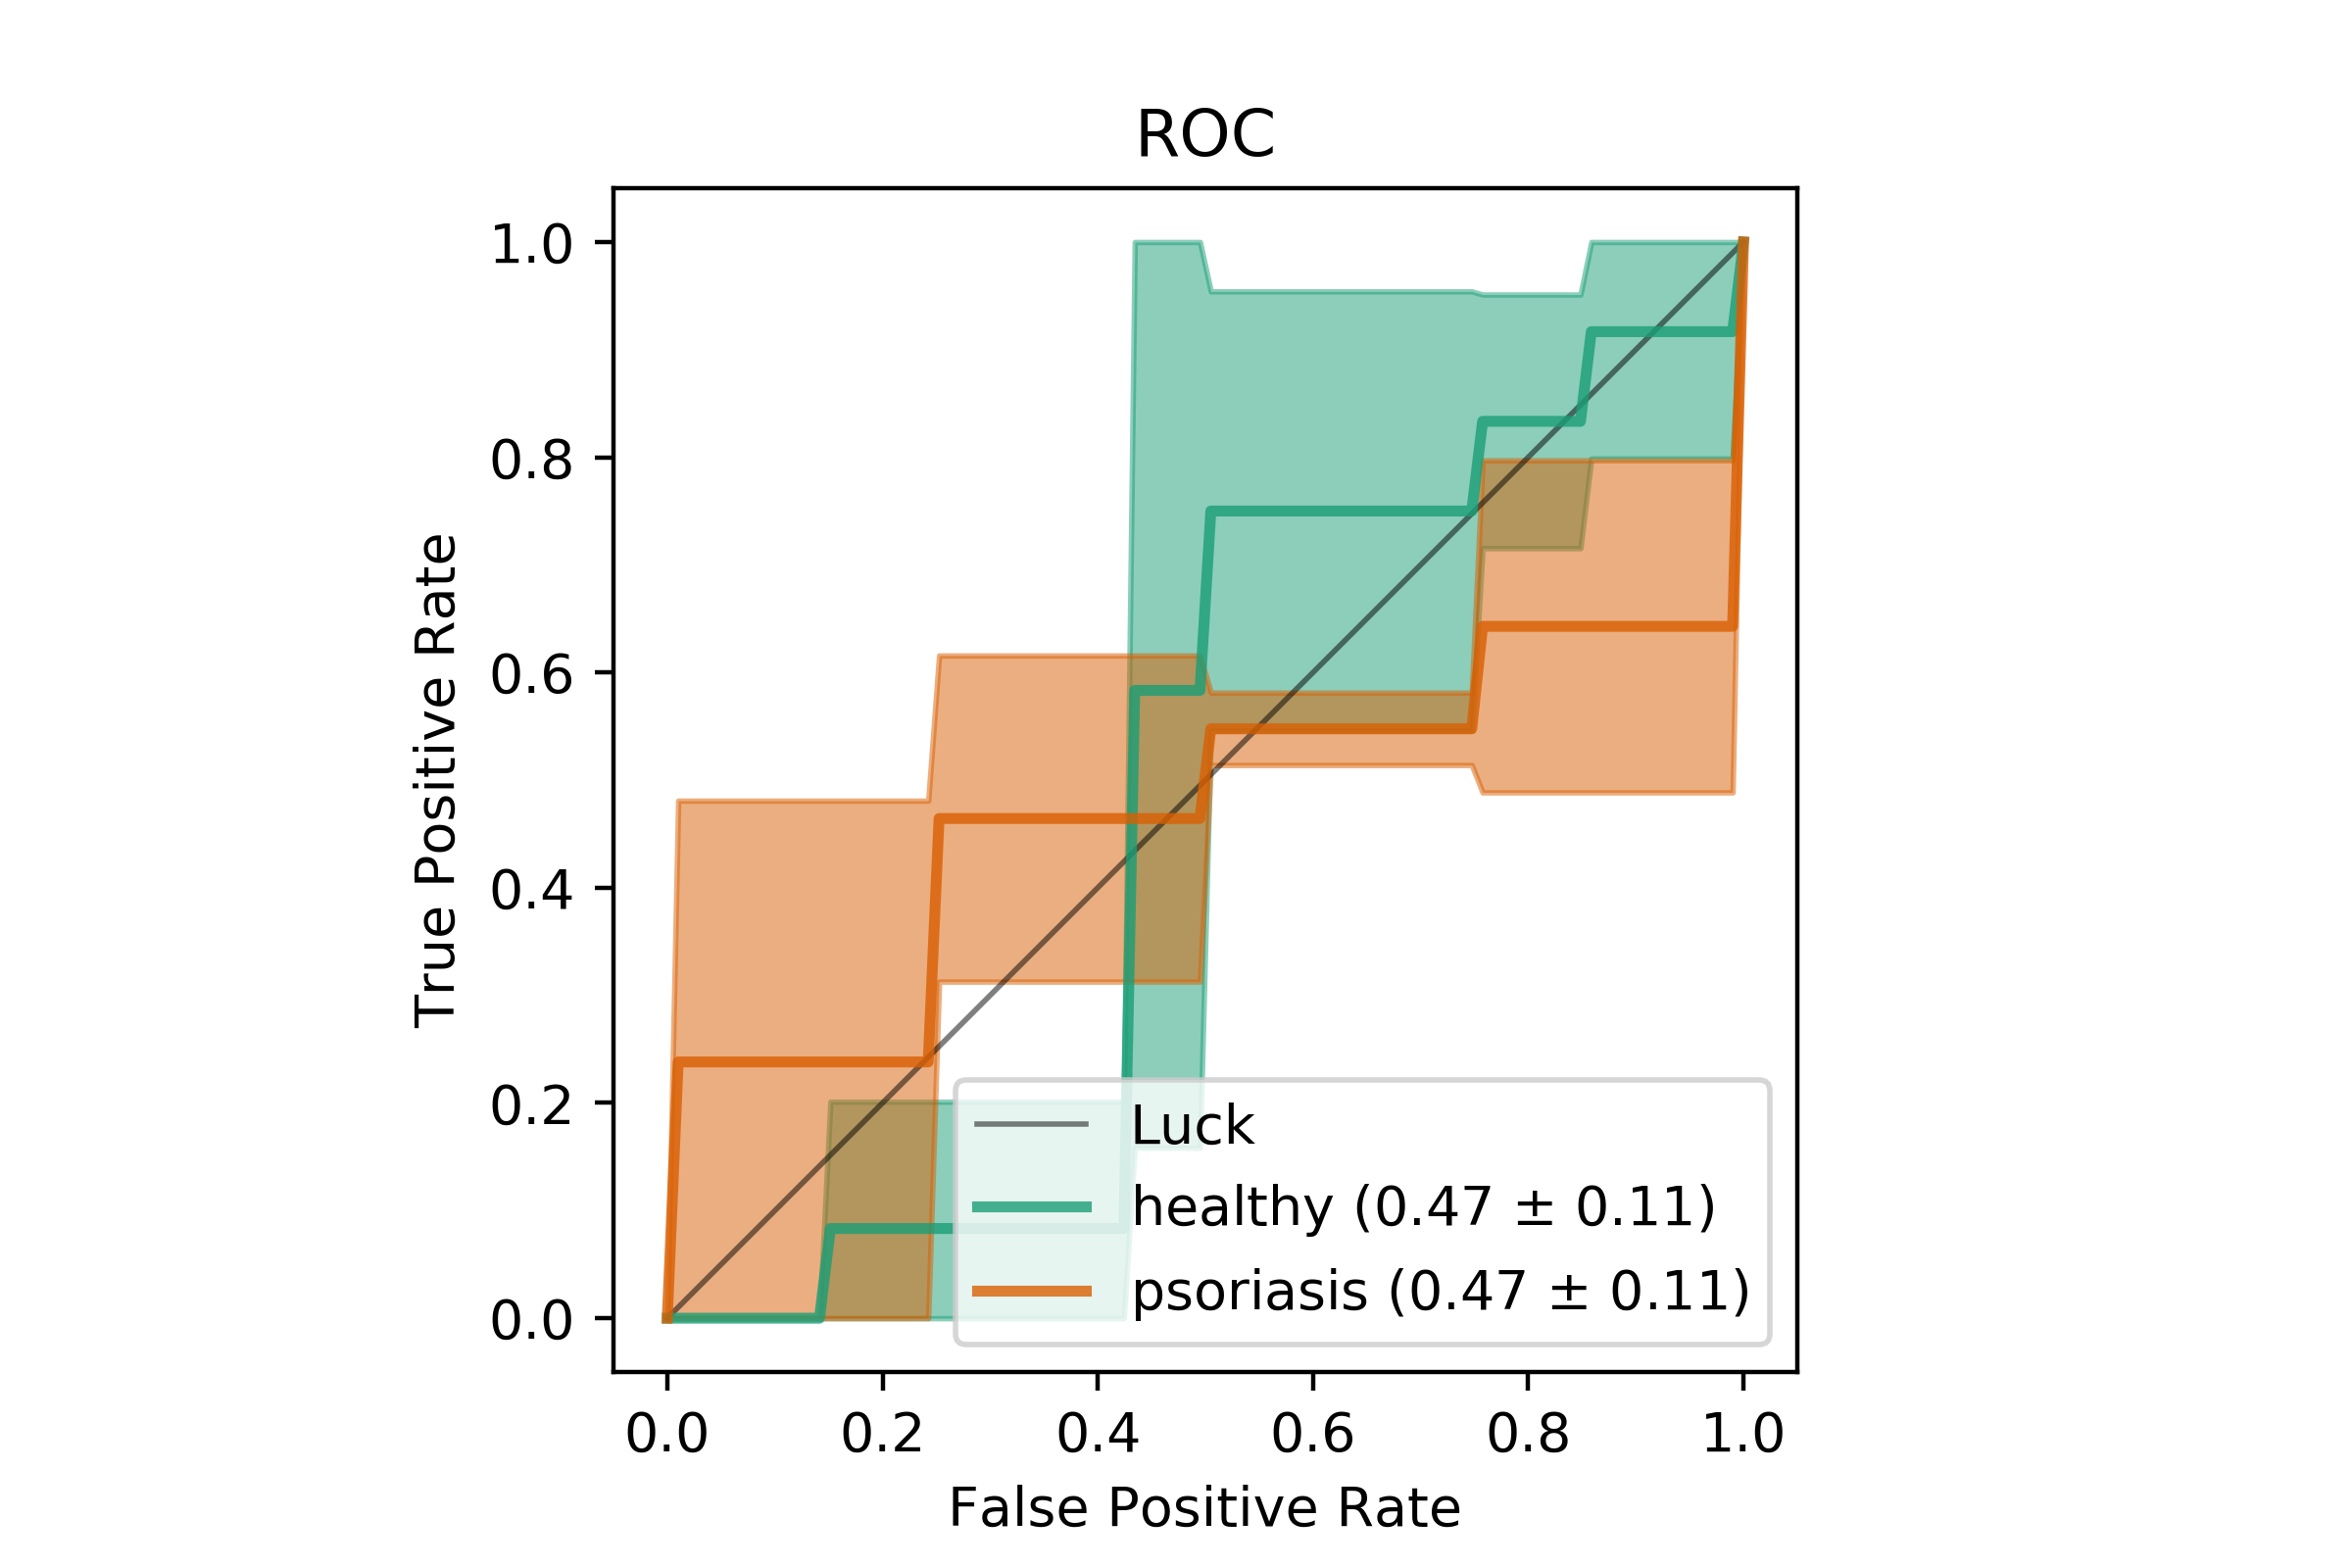 ROC
1.0
0.8
0.6
0.4
0.2
0.0
True Positive Rate
Luck
healthy (0.47 ± 0.11)
psoriasis (0.47 ± 0.11)
0.0 0.2 0.4 0.6 0.8 1.0
False Positive Rate